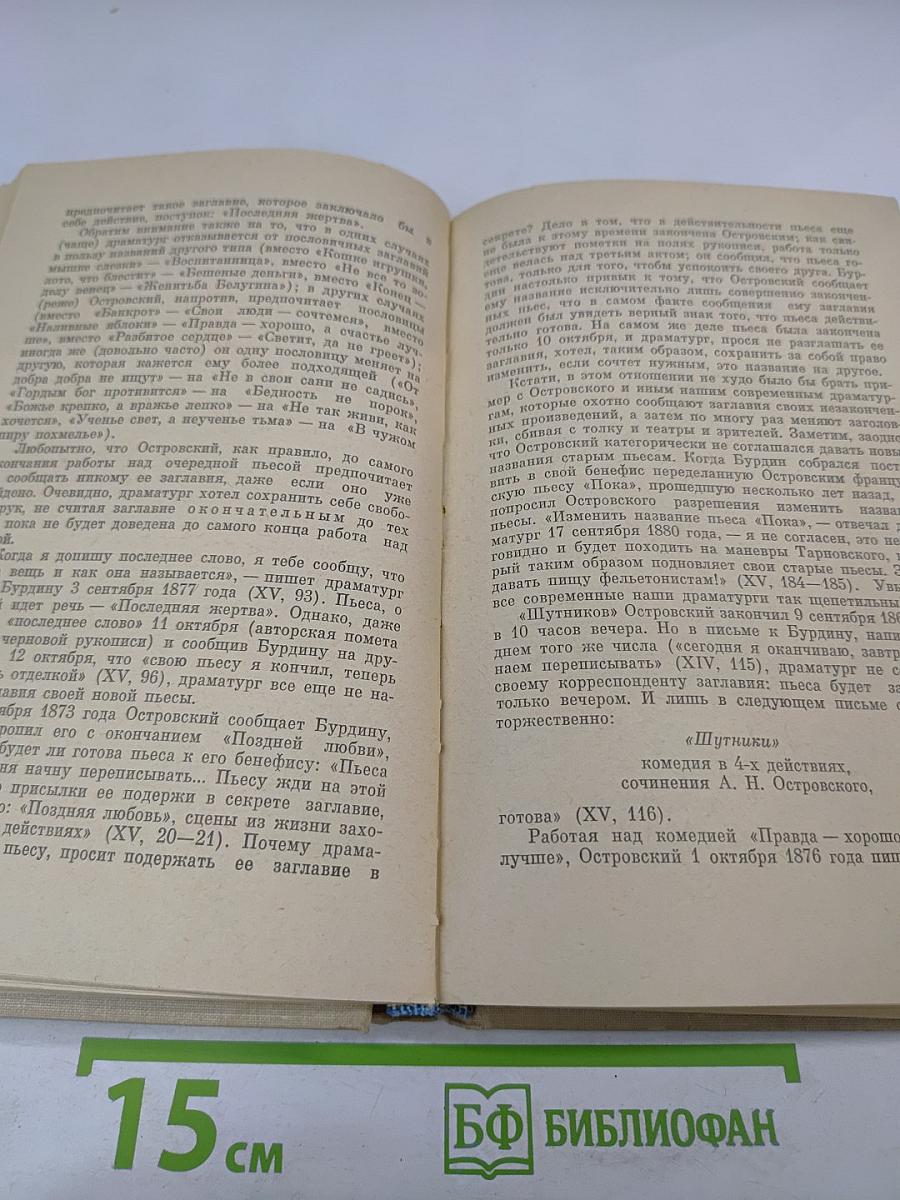 предпочитает такое заглавие, которое заключало бы в
себе действие, поступок: «Последняя жертва».
Обратим внимание также на то, что в одних случаях
(чаще) драматург отказывается от пословичных заглавий
в пользу названий другого типа (вместо «Кошке игрушки,
мышке слезки» — «Воспитанница», вместо «Не все то зо-
лото, что блестит» — «Бешеные деньги», вместо «Конец —
делу венец» — «Женитьба Белугина»); в других случаях
(реже) Островский, напротив, предпочитает пословицы
(вместо «Банкрот» — «Свои люди — сочтемся», вместо
«Наливные яблоки» — «Правда — хорошо, а счастье луч-
ше», вместо «Разбитое сердце» — «Светит, да не греет»);
иногда же (довольно часто) он одну пословицу меняет на
другую, которая кажется ему более подходящей («От
добра добра не ищут» — на «Не в свои сани не садись»,
«Гордым бог противится» — на «Бедность не порок»,
«Божье крепко, а вражье лепко» — на «Не так живи, как
хочется», «Ученье свет, а неученье тьма» — на «В чужом
пиру похмелье»).
Любопытно, что Островский, как правило, до самого
окончания работы над очередной пьесой предпочитает
сообщать никому ее заглавия, даже если оно уже
йдено. Очевидно, драматург хотел сохранить себе свобо-
рук, не считая заглавие окончательным до тех
пока не будет доведена до самого конца работа над
ой.
Когда я допишу последнее слово, я тебе сообщу, что
вещь и как она называется», — пишет драматург
Бурдину 3 сентября 1877 года (XV, 93). Пьеса, о
й идет речь — «Последняя жертва». Однако, даже
«последнее слово» 11 октября (авторская помета
черновой рукописи) и сообщив Бурдину на дру-
12 октября, что «свою пьесу я кончил, теперь
ь отделкой» (XV, 96), драматург все еще не на-
лавия своей новой пьесы.
ября 1873 года Островский сообщает Бурдину,
ропил его с окончанием «Поздней любви»,
будет ли готова пьеса к его бенефису: «Пьеса
ня начну переписывать... Пьесу жди на этой
о присылки ее подержи в секрете заглавие,
о: «Поздняя любовь», сцены из жизни захо-
действиях» (XV, 20—21). Почему драма-
пьесу, просит подержать ее заглавие в
секрете? Дело в том, что в действительности пьеса еще
не была к этому времени закончена Островским; как сви-
детельствуют пометки на полях рукописи, работа только
еще велась над третьим актом; он сообщил, что пьеса го-
това, только для того, чтобы успокоить своего друга. Бур-
дин настолько привык к тому, что Островский сообщает
ему название исключительно лишь совершенно закончен-
ных пьес, что в самом факте сообщения ему заглавия
должен был увидеть верный знак того, что пьеса действи-
тельно готова. На самом же деле пьеса была закончена
только 10 октября, и драматург, прося не разглашать ее
заглавия, хотел, таким образом, сохранить за собой право
изменить, если сочтет нужным, это название на другое.
Кстати, в этом отношении не худо было бы брать при-
мер с Островского и иным нашим современным драматур-
гам, которые охотно сообщают заглавия своих незакончен-
ных произведений, а затем по многу раз меняют заголов-
ки, сбивая с толку и театры и зрителей. Заметим, заодно
что Островский категорически не соглашался давать новы
названия старым пьесам. Когда Бурдин собрался пост
вить в свой бенефис переделанную Островским францу
скую пьесу «Пока», прошедшую несколько лет назад,
попросил Островского разрешения изменить назва
пьесы. «Изменить название пьеса «Пока», — отвечал д
матург 17 сентября 1880 года, — я не согласен, это не
говидно и будет походить на маневры Тарновского,
рый таким образом подновляет свои старые пьесы. З
давать пищу фельетонистам!» (XV, 184—185). Увы
все современные наши драматурги так щепетильны
«Шутников» Островский закончил 9 сентября 186
в 10 часов вечера. Но в письме к Бурдину, напи
днем того же числа («сегодня я оканчиваю, завтр
наем переписывать» (XIV, 115), драматург не со
своему корреспонденту заглавия: пьеса будет за
только вечером. И лишь в следующем письме о
торжественно:
«Шутники»
комедия в 4-х действиях,
сочинения А. Н. Островского,
готова» (XV, 116).
Работая над комедией «Правда — хорошо
лучше», Островский 1 октября 1876 года пиш
15 см
БФ БИБЛИОФАН